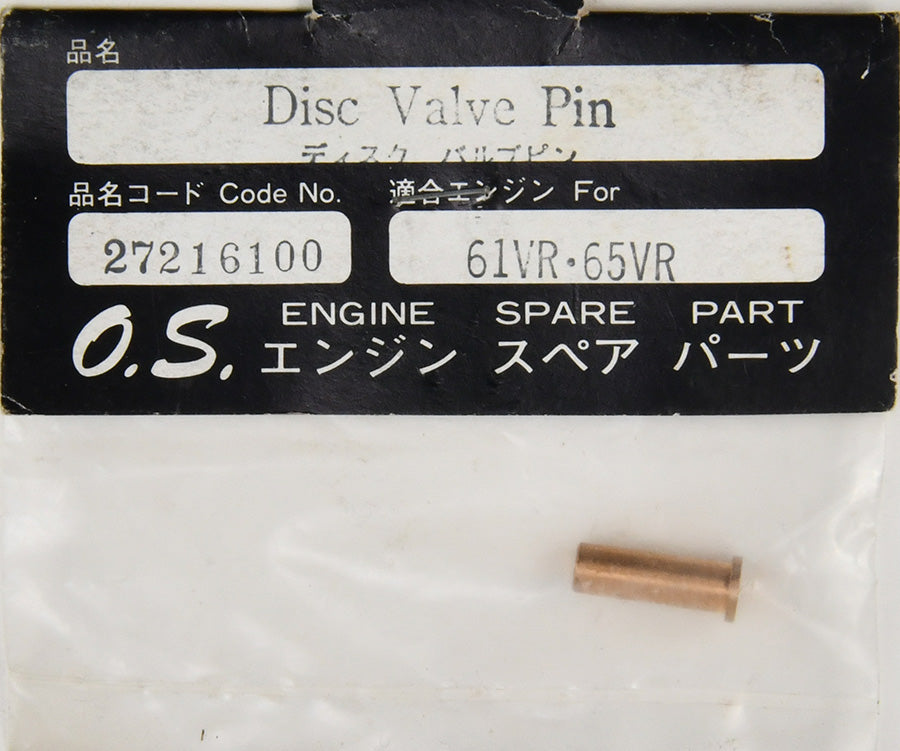 品名
Disc Valve Pin
ディスク バルブピン
品名コード Code No. 適合エンジン For
27216100 61VR・65VR
O.S. ENGINE SPARE PART
エンジン スペア パーツ